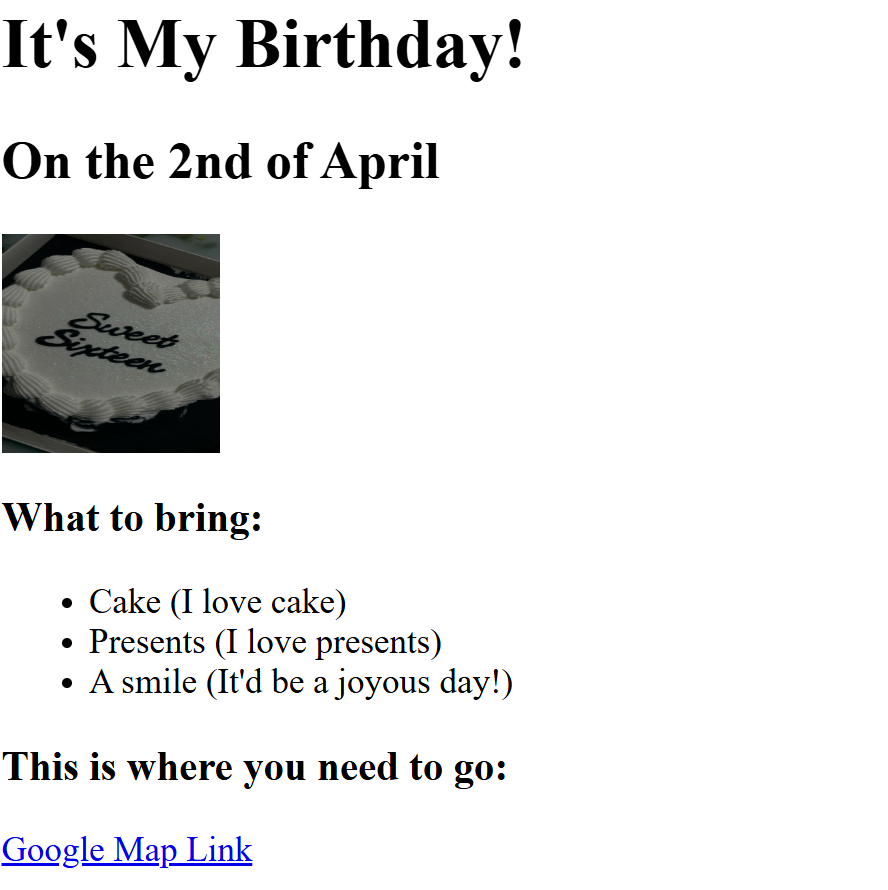 It's My Birthday!
On the 2nd of April
Sweet
Sixteen
What to bring:
Cake (I love cake)
Presents (I love presents)
A smile (It'd be a joyous day!)
This is where you need to go:
Google Map Link